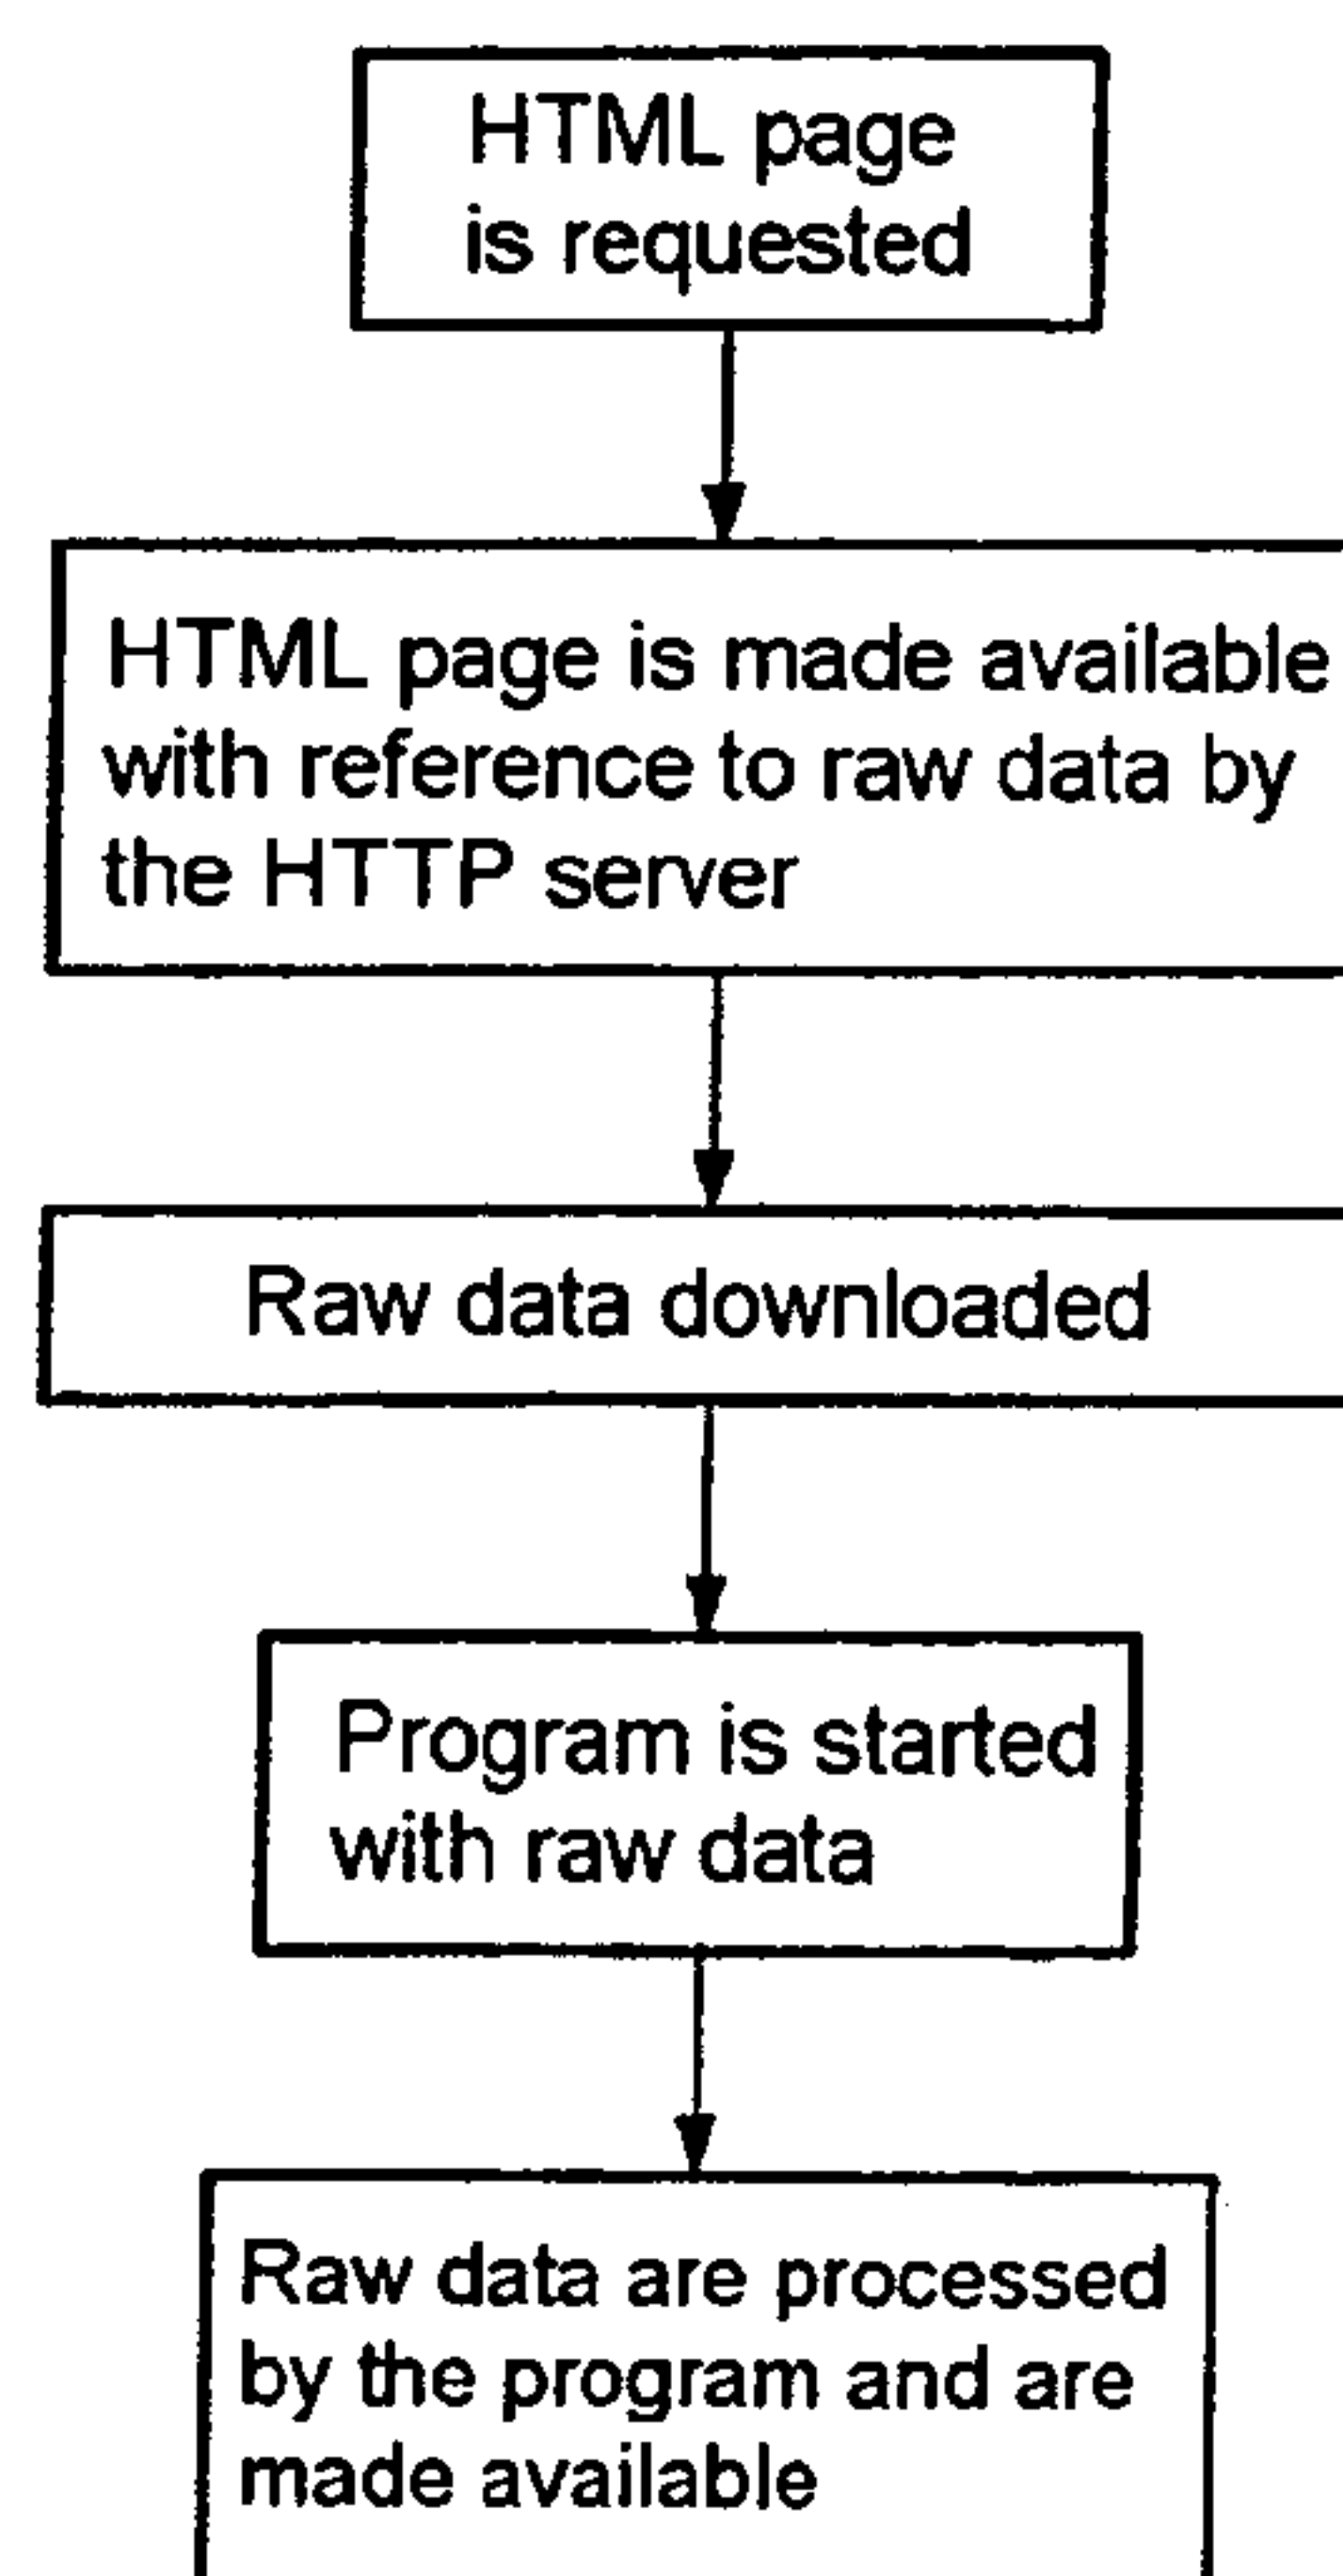 HTML page
is requested
HTML page is made available
with reference to raw data by
the HTTP server
Raw data downloaded
Program is started
with raw data
Raw data are processed
by the program and are
made available